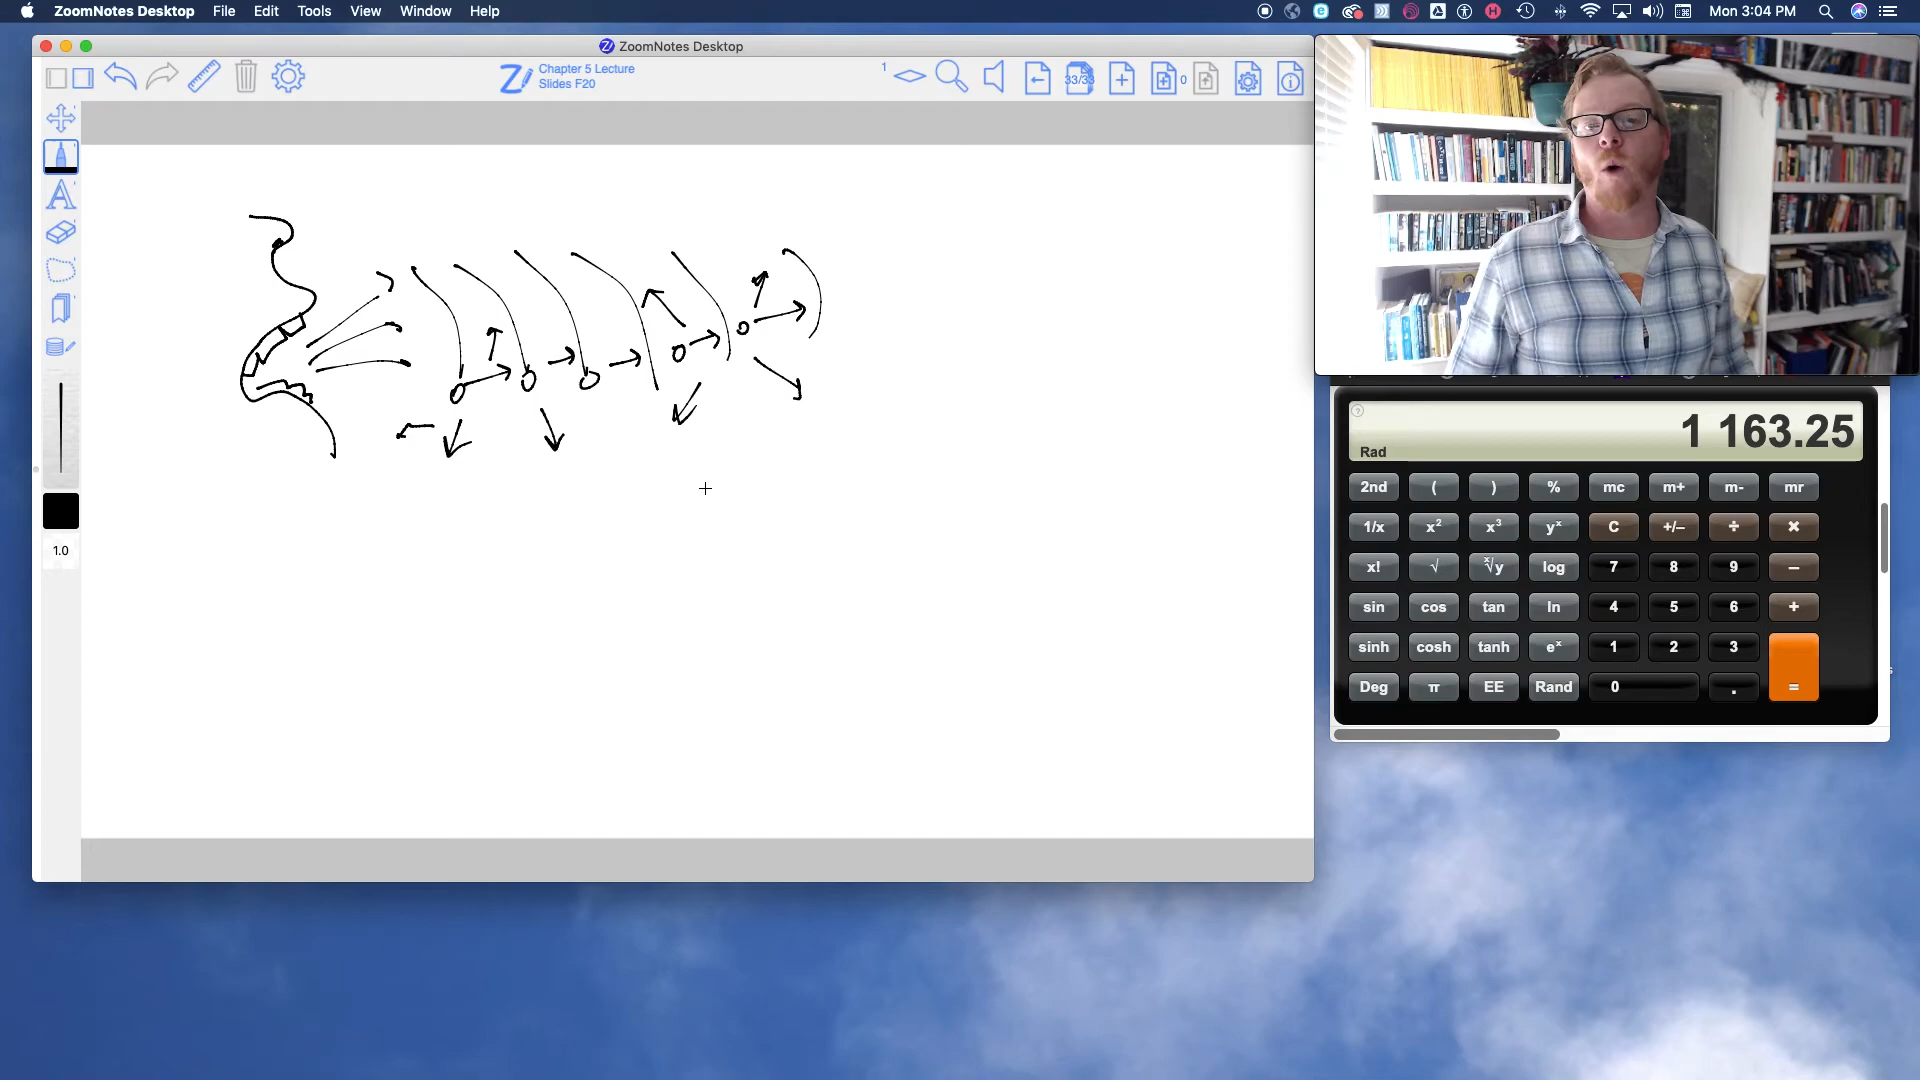 ZoomNotes Desktop File Edit Tools View Window Help Mon 3:04 PM
ZoomNotes Desktop
Chapter 5 Lecture
Slides F20
1
33/33
0
A
1.0
1 163.25
Rad
2nd ( ) % mc m+ m- mr
1/x x² x³ yˣ C +/− ÷ ×
x! √ ˣ√y log 7 8 9 −
sin cos tan ln 4 5 6 +
sinh cosh tanh eˣ 1 2 3 =
Deg π EE Rand 0 .